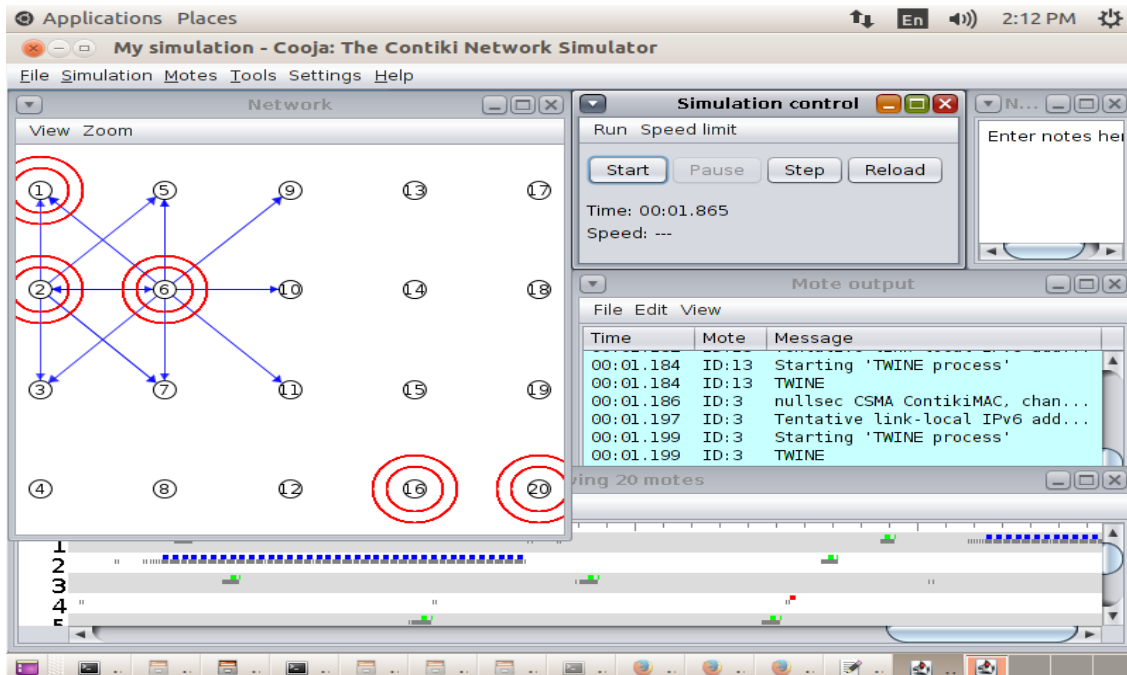 Applications Places En 2:12 PM
My simulation - Cooja: The Contiki Network Simulator
File Simulation Motes Tools Settings Help
Network
View Zoom
1 5 9 13 17
2 6 10 14 18
3 7 11 15 19
4 8 12 16 20
Simulation control
Run Speed limit
Start Pause Step Reload
Time: 00:01.865
Speed: ---
N...
Enter notes her
Mote output
File Edit View
Time Mote Message
00:01.184 ID:13 Starting 'TWINE process'
00:01.184 ID:13 TWINE
00:01.186 ID:3 nullsec CSMA ContikiMAC, chan...
00:01.197 ID:3 Tentative link-local IPv6 add...
00:01.199 ID:3 Starting 'TWINE process'
00:01.199 ID:3 TWINE
ing 20 motes
1
2
3
4
5